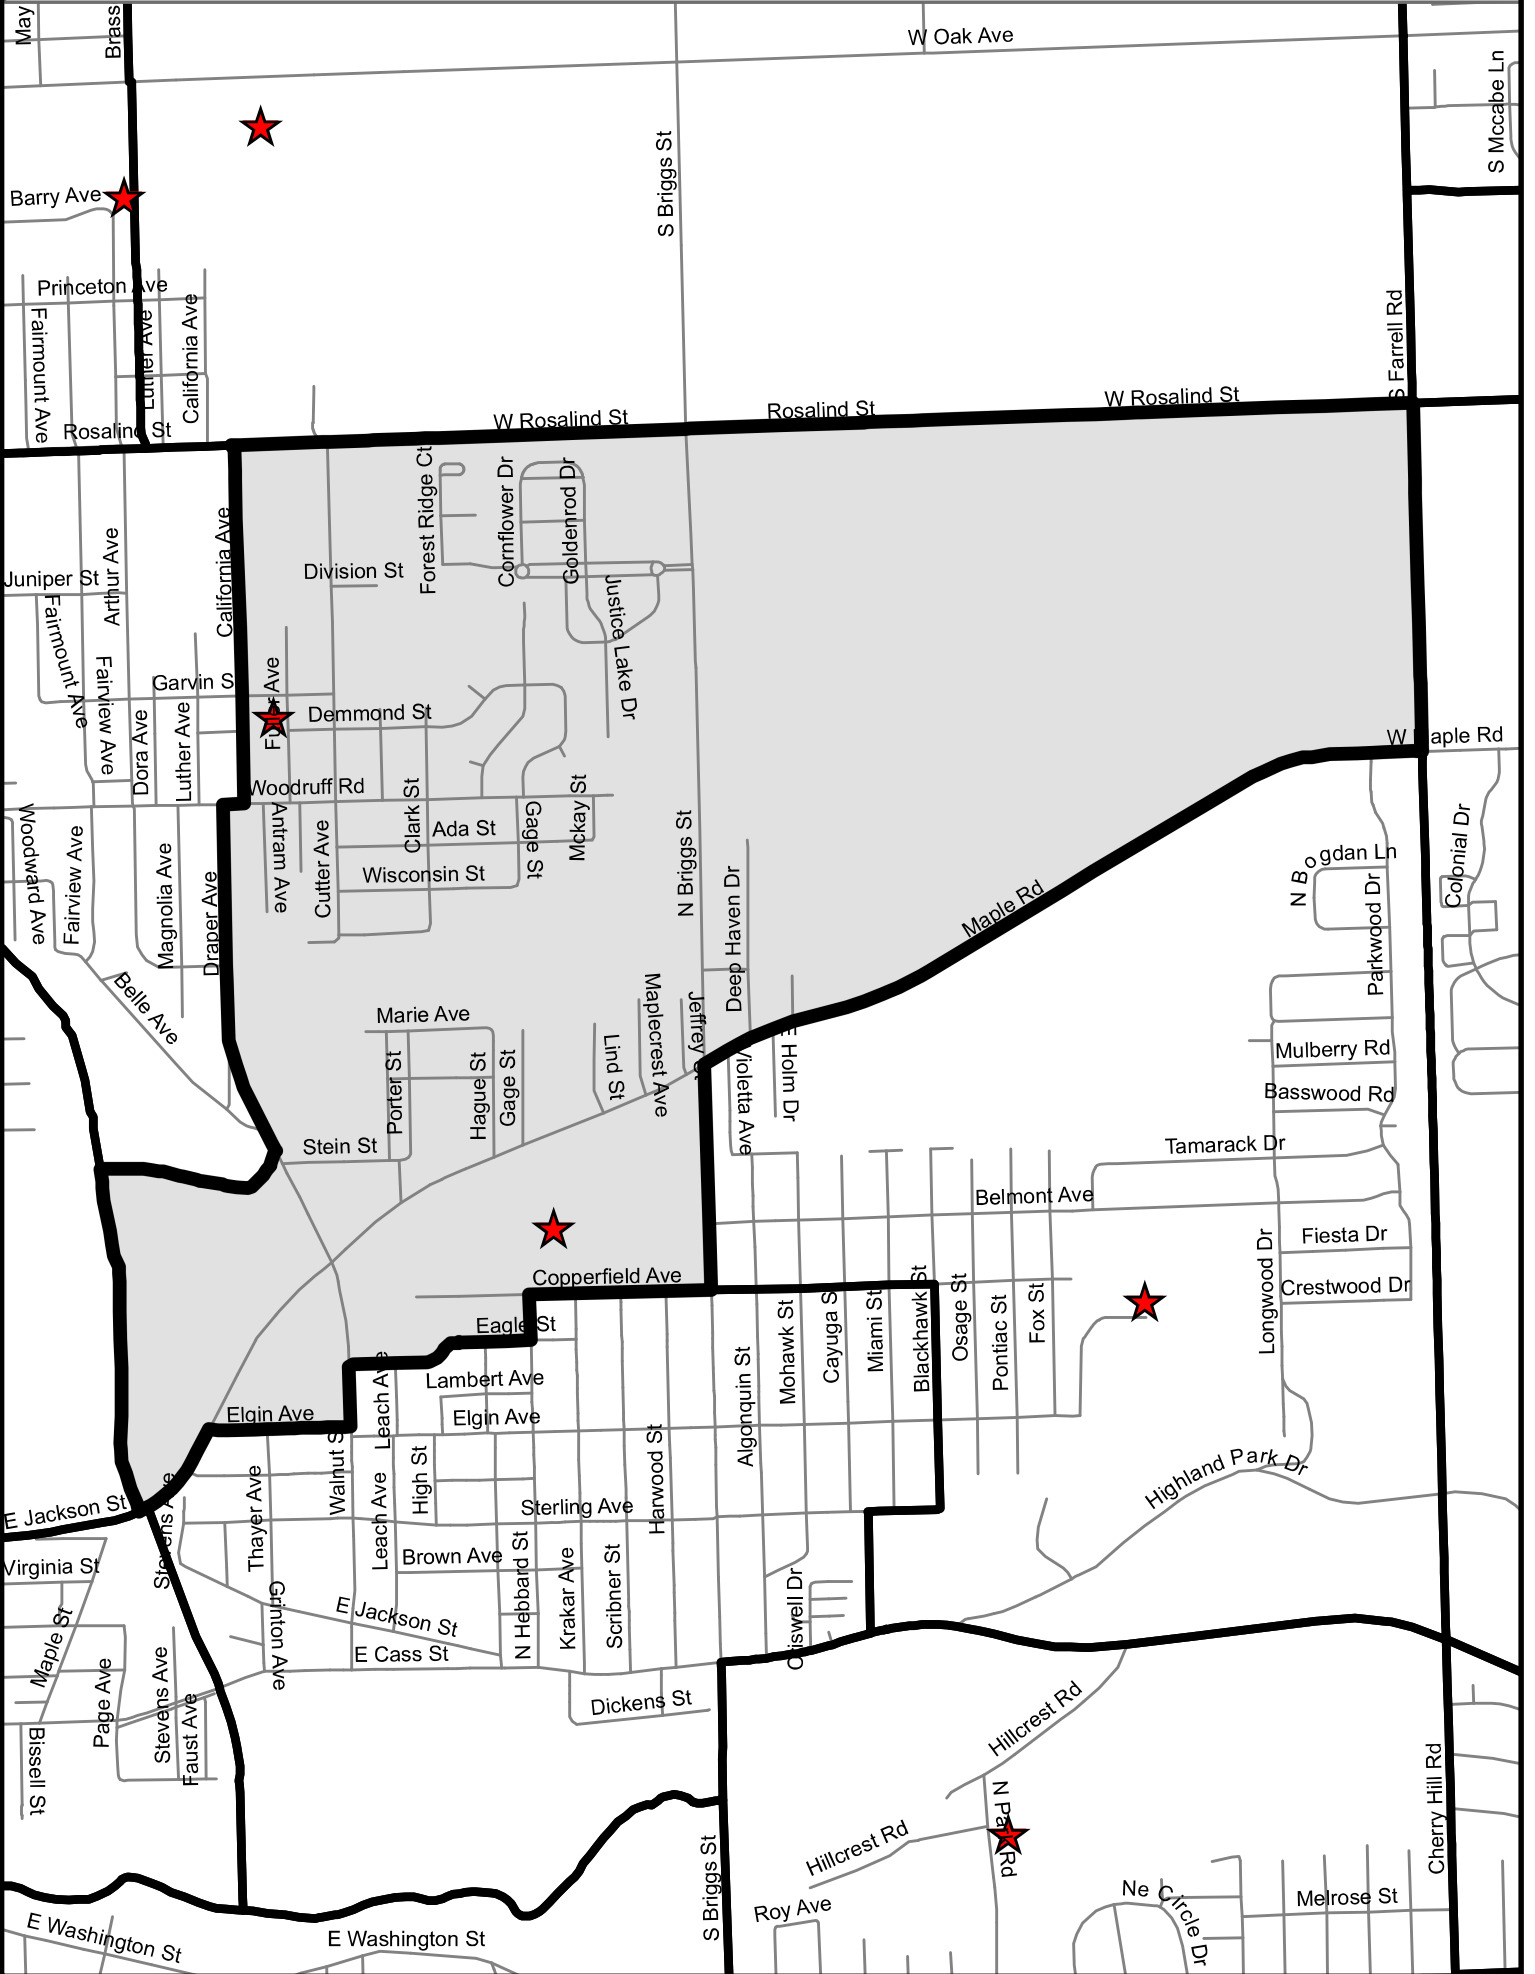 May
Brass
W Oak Ave
S Mccabe Ln
S Briggs St
Barry Ave
Princeton Ave
Fairmount Ave
Luther Ave
California Ave
S Farrell Rd
Rosalind St
W Rosalind St
Rosalind St
W Rosalind St
Forest Ridge Ct
Cornflower Dr
Goldenrod Dr
California Ave
Arthur Ave
Juniper St
Division St
Justice Lake Dr
Fairmount Ave
Fairview Ave
Garvin S
Dora Ave
Luther Ave
Demmond St
W Maple Rd
Woodruff Rd
Woodward Ave
Fairview Ave
Magnolia Ave
Draper Ave
Antram Ave
Cutter Ave
Clark St
Ada St
Gage St
Mckay St
Wisconsin St
N Briggs St
Deep Haven Dr
Maple Rd
N Bogdan Ln
Parkwood Dr
Colonial Dr
Belle Ave
Marie Ave
Porter St
Hague St
Gage St
Lind St
Maplecrest Ave
Jeffrey Ct
Violetta Ave
E Holm Dr
Mulberry Rd
Basswood Rd
Stein St
Tamarack Dr
Belmont Ave
Longwood Dr
Fiesta Dr
Crestwood Dr
Copperfield Ave
Eagle St
Lambert Ave
Elgin Ave
Elgin Ave
Leach Ave
Algonquin St
Mohawk St
Cayuga S
Miami St
Blackhawk St
Osage St
Pontiac St
Fox St
Walnut S
Harwood St
High St
Leach Ave
Thayer Ave
Stevens Ave
E Jackson St
Sterling Ave
Highland Park Dr
Virginia St
Brown Ave
N Hebbard St
Krakar Ave
Scribner St
Maple St
Grinton Ave
E Jackson St
E Cass St
Page Ave
Stevens Ave
Faust Ave
Dickens St
Bissell St
Hillcrest Rd
N Park Rd
Hillcrest Rd
Cherry Hill Rd
S Briggs St
Roy Ave
Ne Circle Dr
Melrose St
E Washington St
E Washington St